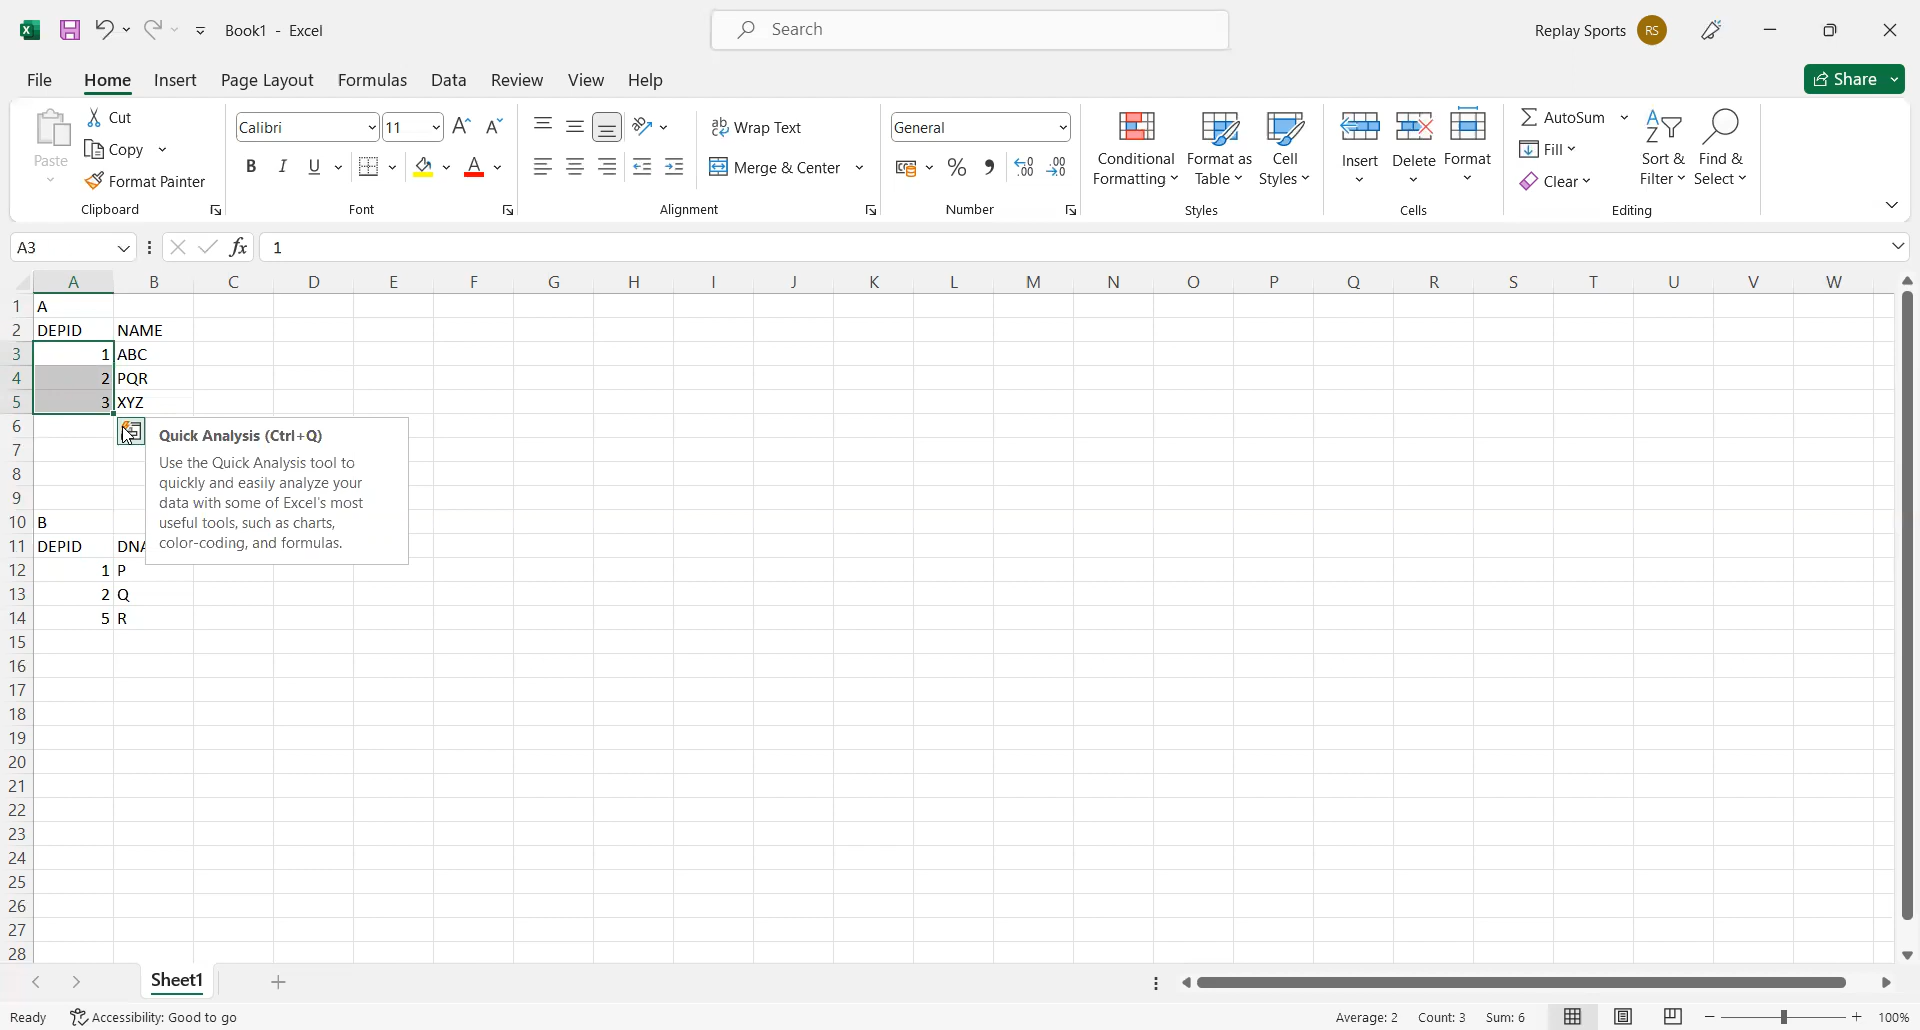 Book1 - Excel
Search
Replay Sports RS
File Home Insert Page Layout Formulas Data Review View Help
Share
Paste
Cut
Copy
Format Painter
Clipboard
Calibri 11
B I U
Font
Wrap Text
Merge & Center
Alignment
General
Number
Conditional Formatting
Format as Table
Cell Styles
Styles
Insert Delete Format
Cells
AutoSum
Fill
Clear
Sort & Filter
Find & Select
Editing
A3 fx 1
A B C D E F G H I J K L M N O P Q R S T U V W
1 A
2 DEPID NAME
3 1 ABC
4 2 PQR
5 3 XYZ
6
Quick Analysis (Ctrl+Q)
Use the Quick Analysis tool to
quickly and easily analyze your
data with some of Excel's most
useful tools, such as charts,
color-coding, and formulas.
7
8
9
10 B
11 DEPID DNA
12 1 P
13 2 Q
14 5 R
15
16
17
18
19
20
21
22
23
24
25
26
27
28
Sheet1
Ready Accessibility: Good to go Average: 2 Count: 3 Sum: 6 100%